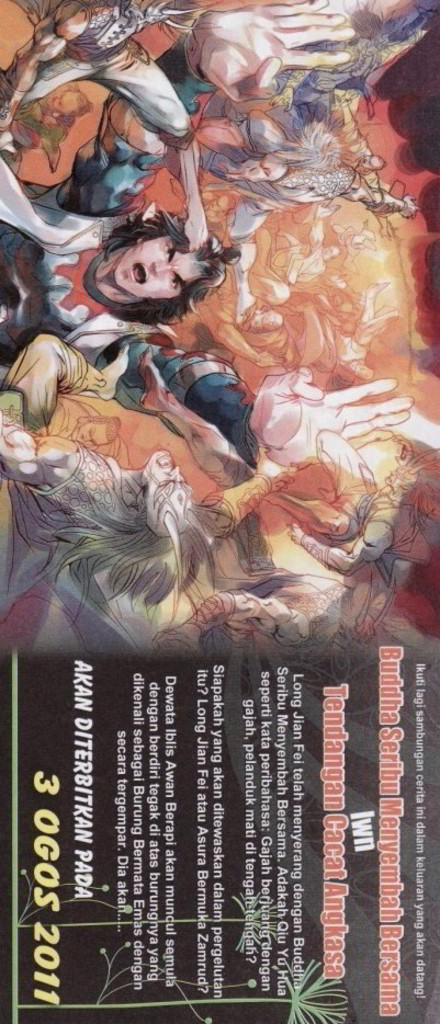 Ikuti lagi sambungan cerita ini dalam keluaran yang akan datang!
Buddha Seribu Menyembah Bersama
lwn
Tendangan Cacat Angkasa
Long Jian Fei telah menyerang dengan Buddha
Seribu Menyembah Bersama. Adakah Qiu Yu Hua
seperti kata peribahasa: Gajah berjuang dengan
gajah, pelanduk mati di tengah-tengah?
Siapakah yang akan ditewaskan dalam pergelutan
itu? Long Jian Fei atau Asura Bermuka Zamrud?
Dewata Iblis Awan Berapi akan muncul semula
dengan berdiri tegak di atas burungnya yang
dikenali sebagai Burung Bermata Emas dengan
secara tergempar. Dia akan.....
AKAN DITERBITKAN PADA
3 OGOS 2011